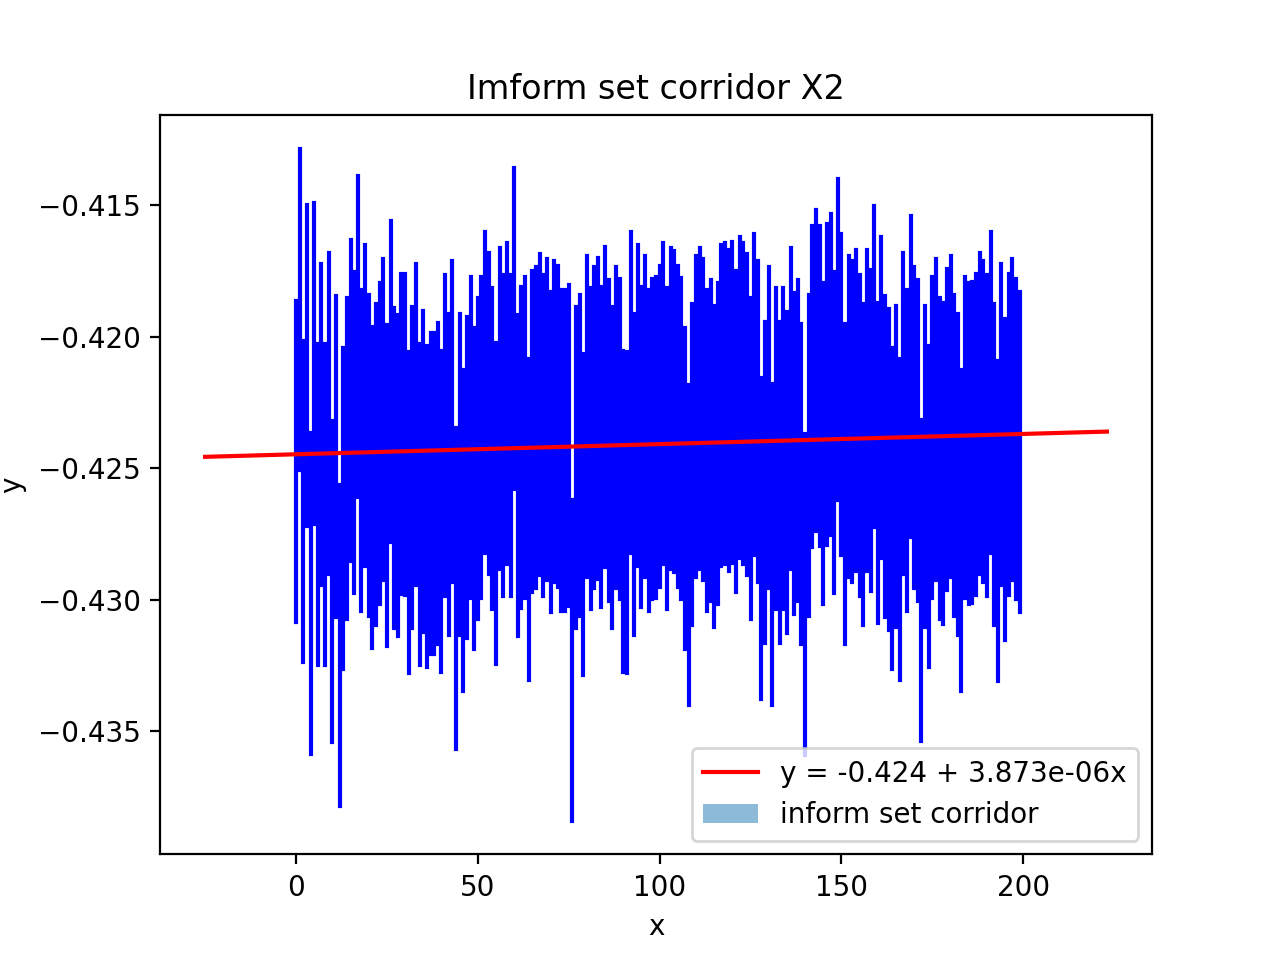 Imform set corridor X2
y
−0.415
−0.420
−0.425
−0.430
−0.435
0
50
100
150
200
x
y = -0.424 + 3.873e-06x
inform set corridor